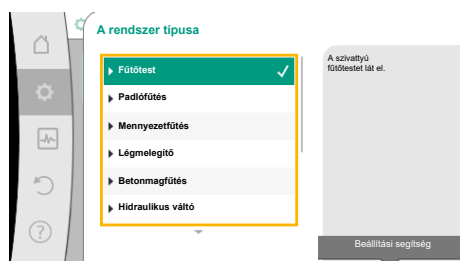 A rendszer típusa
Fűtőtest
Padlófűtés
Mennyezetfűtés
Légmelegítő
Betonmagfűtés
Hidraulikus váltó
A szivattyú
fűtőtestet lát el.
Beállítási segítség